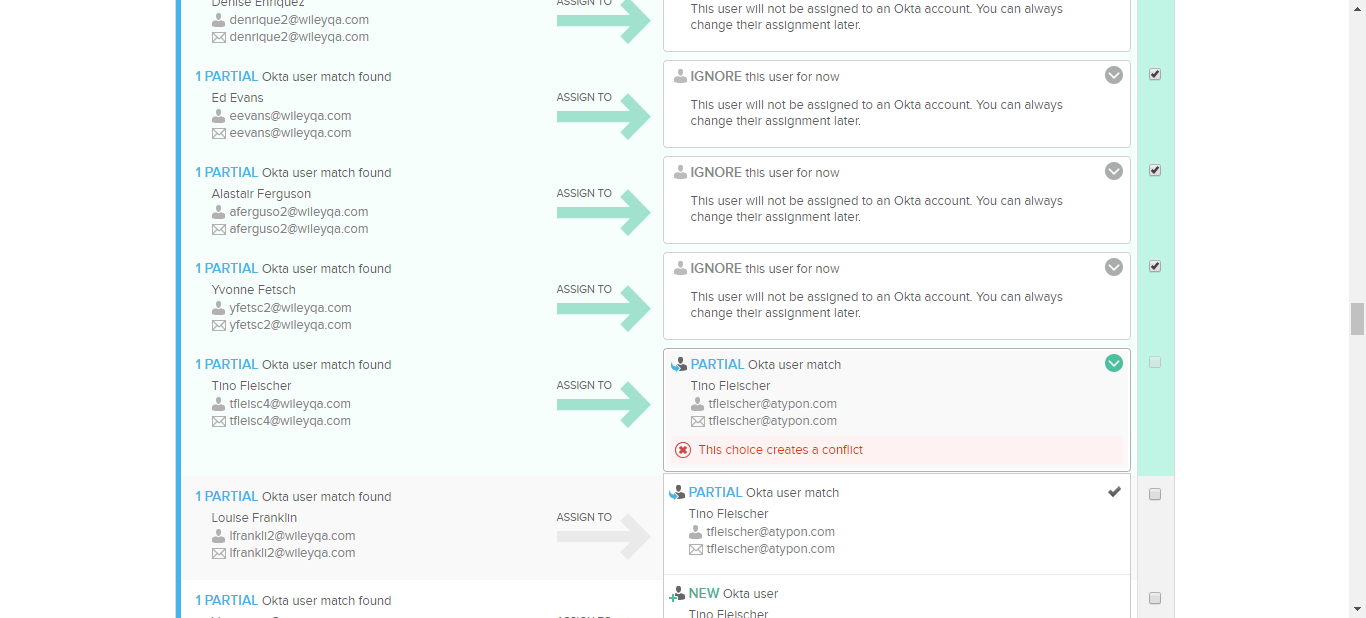 Denise Enriquez
ASSIGN TO
denrique2@wileyqa.com
denrique2@wileyqa.com
This user will not be assigned to an Okta account. You can always
change their assignment later.
1 PARTIAL Okta user match found
Ed Evans
eevans@wileyqa.com
eevans@wileyqa.com
ASSIGN TO
IGNORE this user for now
This user will not be assigned to an Okta account. You can always
change their assignment later.
1 PARTIAL Okta user match found
Alastair Ferguson
aferguso2@wileyqa.com
aferguso2@wileyqa.com
ASSIGN TO
IGNORE this user for now
This user will not be assigned to an Okta account. You can always
change their assignment later.
1 PARTIAL Okta user match found
Yvonne Fetsch
yfetsc2@wileyqa.com
yfetsc2@wileyqa.com
ASSIGN TO
IGNORE this user for now
This user will not be assigned to an Okta account. You can always
change their assignment later.
1 PARTIAL Okta user match found
Tino Fleischer
tfleisc4@wileyqa.com
tfleisc4@wileyqa.com
ASSIGN TO
PARTIAL Okta user match
Tino Fleischer
tfleischer@atypon.com
tfleischer@atypon.com
This choice creates a conflict
1 PARTIAL Okta user match found
Louise Franklin
lfrankli2@wileyqa.com
lfrankli2@wileyqa.com
ASSIGN TO
PARTIAL Okta user match
Tino Fleischer
tfleischer@atypon.com
tfleischer@atypon.com
1 PARTIAL Okta user match found
NEW Okta user
Tino Fleischer
ASSIGN TO